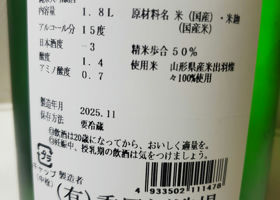 内容量 1.8L
アルコール分 15度
日本酒度 -3
酸度 1.4
アミノ酸度 0.7
原材料名 米(国産)・米麹
(国産米)
精米歩合 50%
使用米 山形県産米出羽燦
々100%使用
製造年月 2025.11
保存方法 要冷蔵
◎飲酒は20歳になってから、おいしく適量を。
◎妊娠中、授乳期の飲酒は気をつけましょう。
プラ
キャップ
製造者
4 933502 111478
(有)